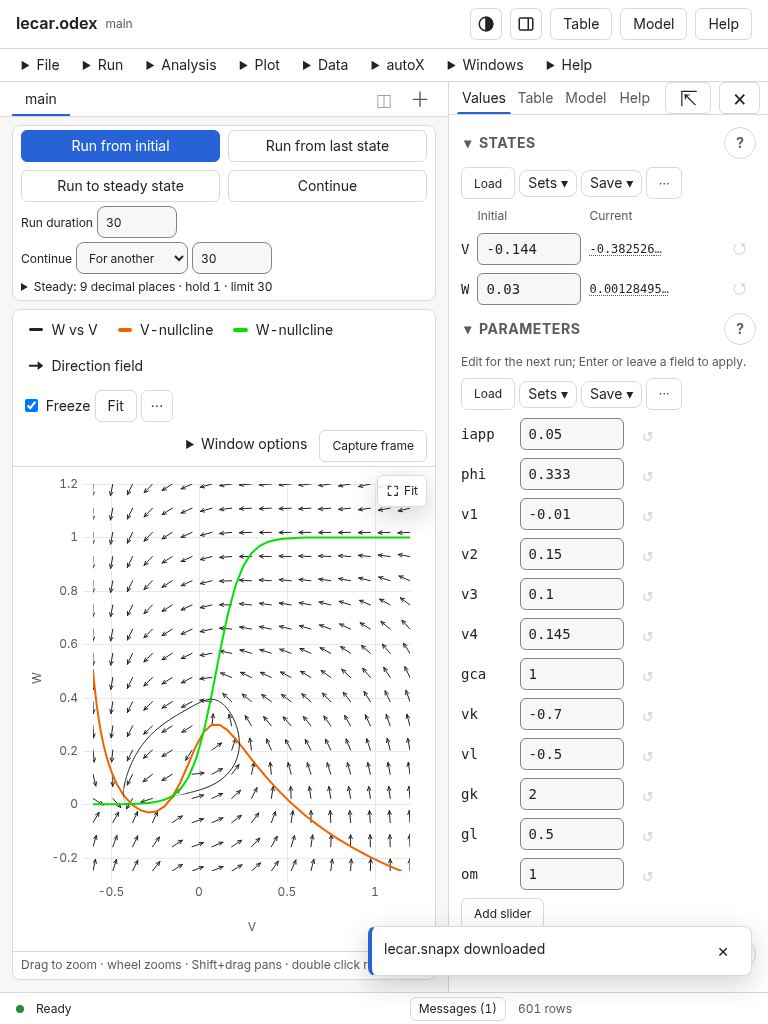 lecar.odex main Table Model Help
File Run Analysis Plot Data autoX Windows Help
main
Run from initial Run from last state
Run to steady state Continue
Run duration 30
Continue For another 30
Steady: 9 decimal places · hold 1 · limit 30
W vs V V-nullcline W-nullcline
Direction field
Freeze Fit ···
Window options Capture frame
Fit
1.2
1
0.8
0.6
0.4
0.2
0
-0.2
W
-0.5 0 0.5 1
V
Drag to zoom · wheel zooms · Shift+drag pans · double click
Values Table Model Help
STATES ?
Load Sets Save ···
Initial Current
V -0.144 -0.382526…
W 0.03 0.00128495…
PARAMETERS ?
Edit for the next run; Enter or leave a field to apply.
Load Sets Save ···
iapp 0.05
phi 0.333
v1 -0.01
v2 0.15
v3 0.1
v4 0.145
gca 1
vk -0.7
vl -0.5
gk 2
gl 0.5
om 1
Add slider
lecar.snapx downloaded
Ready Messages (1) 601 rows